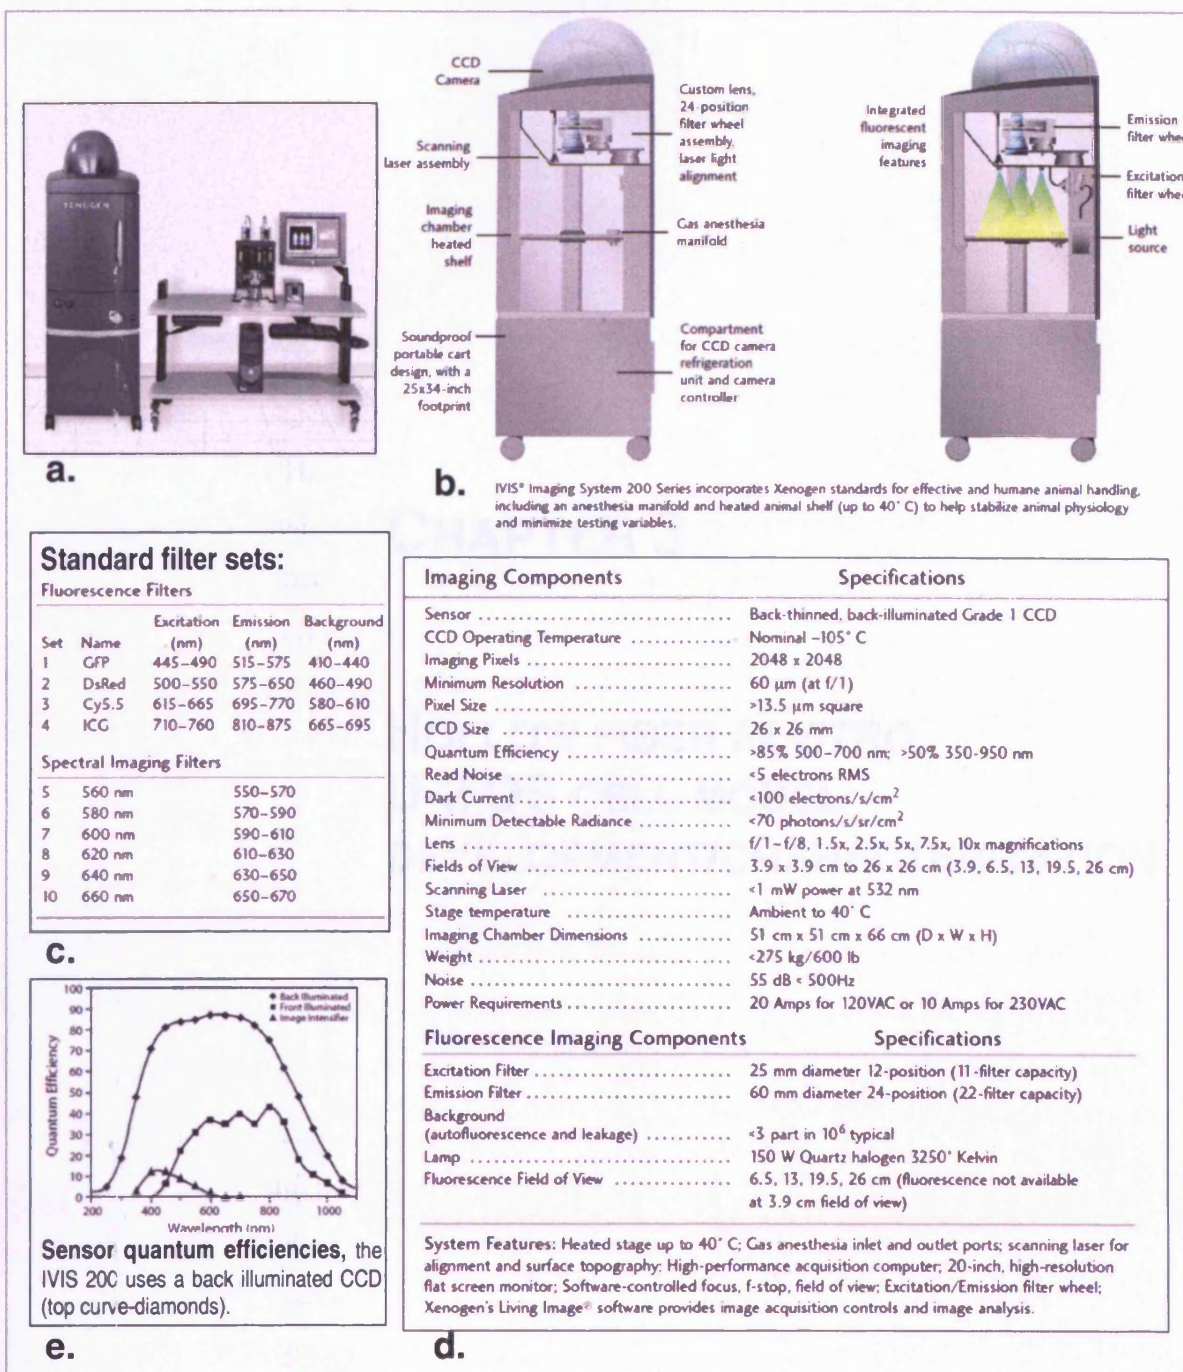 XENOGEN
a.
CCD
Camera
Scanning
laser assembly
Imaging
chamber
heated
shelf
Soundproof
portable cart
design, with a
25x34-inch
footprint
Custom lens,
24-position
filter wheel
assembly,
laser light
alignment
Gas anesthesia
manifold
Compartment
for CCD camera
refrigeration
unit and camera
controller
Integrated
fluorescent
imaging
features
Emission
filter whee
Excitation
filter whee
Light
source
b.
IVIS® Imaging System 200 Series incorporates Xenogen standards for effective and humane animal handling,
including an anesthesia manifold and heated animal shelf (up to 40° C) to help stabilize animal physiology
and minimize testing variables.
Standard filter sets:
Fluorescence Filters
Excitation Emission Background
Set Name (nm) (nm) (nm)
1 GFP 445-490 515-575 410-440
2 DsRed 500-550 575-650 460-490
3 Cy5.5 615-665 695-770 580-610
4 ICG 710-760 810-875 665-695
Spectral Imaging Filters
5 560 nm 550-570
6 580 nm 570-590
7 600 nm 590-610
8 620 nm 610-630
9 640 nm 630-650
10 660 nm 650-670
c.
Imaging Components Specifications
Sensor ................................ Back-thinned, back-illuminated Grade 1 CCD
CCD Operating Temperature ............. Nominal -105° C
Imaging Pixels .......................... 2048 x 2048
Minimum Resolution .................... 60 µm (at f/1)
Pixel Size .............................. >13.5 µm square
CCD Size .............................. 26 x 26 mm
Quantum Efficiency ..................... >85% 500-700 nm; >50% 350-950 nm
Read Noise ............................ <5 electrons RMS
Dark Current ........................... <100 electrons/s/cm²
Minimum Detectable Radiance ............ <70 photons/s/sr/cm²
Lens .................................. f/1-f/8, 1.5x, 2.5x, 5x, 7.5x, 10x magnifications
Fields of View .......................... 3.9 x 3.9 cm to 26 x 26 cm (3.9, 6.5, 13, 19.5, 26 cm)
Scanning Laser ......................... <1 mW power at 532 nm
Stage temperature ..................... Ambient to 40° C
Imaging Chamber Dimensions ............ 51 cm x 51 cm x 66 cm (D x W x H)
Weight ................................ <275 kg/600 lb
Noise ................................. 55 dB < 500Hz
Power Requirements .................... 20 Amps for 120VAC or 10 Amps for 230VAC
Fluorescence Imaging Components Specifications
Excitation Filter ......................... 25 mm diameter 12-position (11-filter capacity)
Emission Filter .......................... 60 mm diameter 24-position (22-filter capacity)
Background
(autofluorescence and leakage) ........... <3 part in 10⁶ typical
Lamp ................................. 150 W Quartz halogen 3250° Kelvin
Fluorescence Field of View ............... 6.5, 13, 19.5, 26 cm (fluorescence not available
at 3.9 cm field of view)
System Features: Heated stage up to 40° C; Gas anesthesia inlet and outlet ports; scanning laser for
alignment and surface topography; High-performance acquisition computer; 20-inch, high-resolution
flat screen monitor; Software-controlled focus, f-stop, field of view; Excitation/Emission filter wheel;
Xenogen's Living Image® software provides image acquisition controls and image analysis.
d.
Back Illuminated
Front Illuminated
Image Intensifier
Quantum Efficiency
100
90
80
70
60
50
40
30
20
10
0
200 400 600 800 1000
Wavelength (nm)
Sensor quantum efficiencies, the
IVIS 200 uses a back illuminated CCD
(top curve-diamonds).
e.